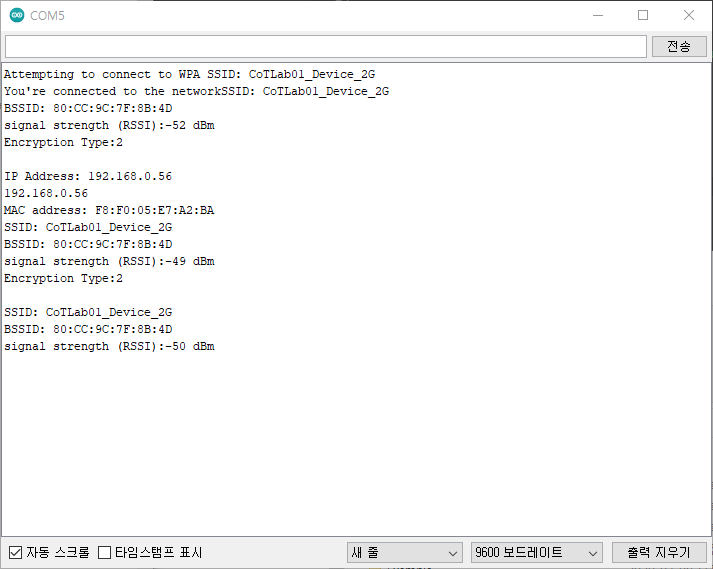 COM5
전송
Attempting to connect to WPA SSID: CoTLab01_Device_2G
You're connected to the networkSSID: CoTLab01_Device_2G
BSSID: 80:CC:9C:7F:8B:4D
signal strength (RSSI):-52 dBm
Encryption Type:2
IP Address: 192.168.0.56
192.168.0.56
MAC address: F8:F0:05:E7:A2:BA
SSID: CoTLab01_Device_2G
BSSID: 80:CC:9C:7F:8B:4D
signal strength (RSSI):-49 dBm
Encryption Type:2
SSID: CoTLab01_Device_2G
BSSID: 80:CC:9C:7F:8B:4D
signal strength (RSSI):-50 dBm
자동 스크롤 타임스탬프 표시 새 줄 9600 보드레이트 출력 지우기